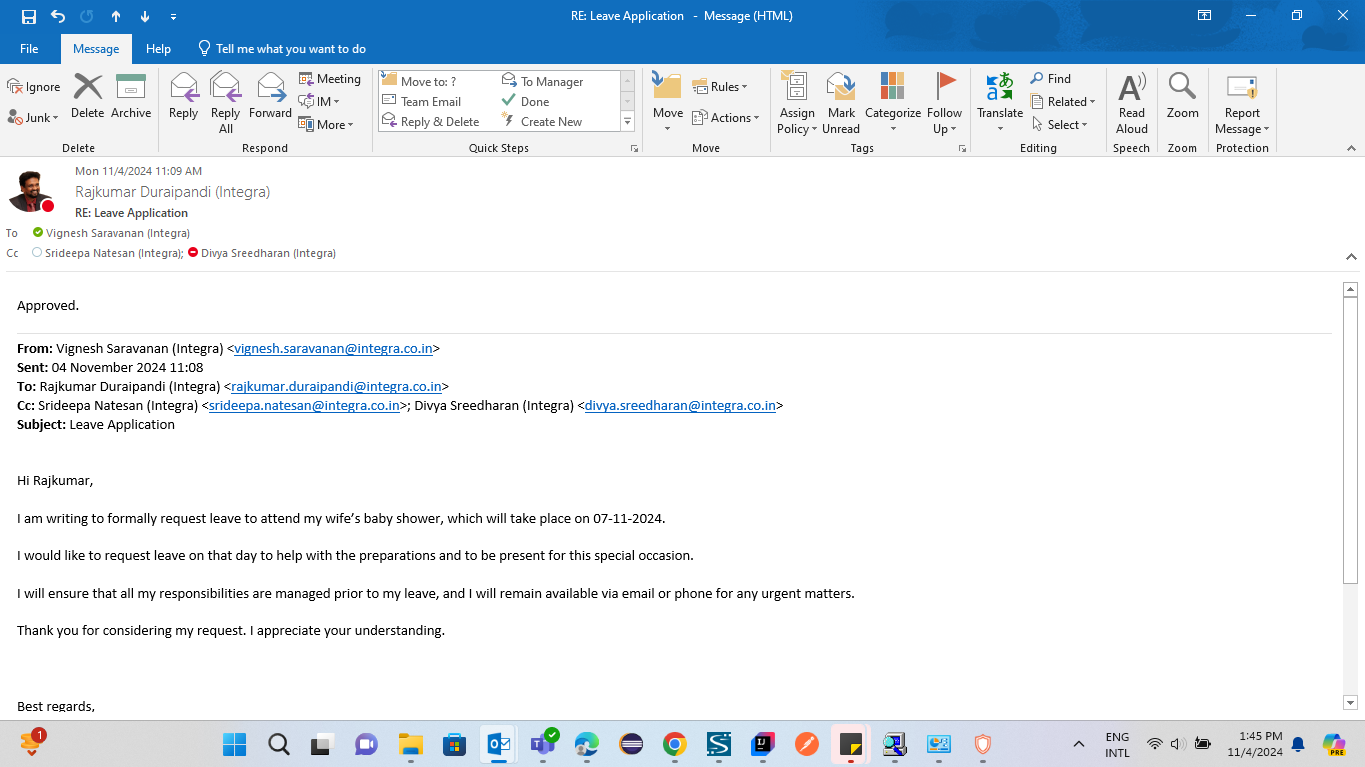 RE: Leave Application - Message (HTML)
File Message Help Tell me what you want to do
Ignore
Junk
Delete
Archive
Delete
Reply
Reply All
Forward
Meeting
IM
More
Respond
Move to: ?
Team Email
Reply & Delete
To Manager
Done
Create New
Quick Steps
Move
Rules
Actions
Move
Assign Policy
Mark Unread
Categorize
Follow Up
Tags
Translate
Find
Related
Select
Editing
Read Aloud
Speech
Zoom
Zoom
Report Message
Protection
Mon 11/4/2024 11:09 AM
Rajkumar Duraipandi (Integra)
RE: Leave Application
To Vignesh Saravanan (Integra)
Cc Srideepa Natesan (Integra); Divya Sreedharan (Integra)
Approved.
From: Vignesh Saravanan (Integra) <vignesh.saravanan@integra.co.in>
Sent: 04 November 2024 11:08
To: Rajkumar Duraipandi (Integra) <rajkumar.duraipandi@integra.co.in>
Cc: Srideepa Natesan (Integra) <srideepa.natesan@integra.co.in>; Divya Sreedharan (Integra) <divya.sreedharan@integra.co.in>
Subject: Leave Application
Hi Rajkumar,
I am writing to formally request leave to attend my wife’s baby shower, which will take place on 07-11-2024.
I would like to request leave on that day to help with the preparations and to be present for this special occasion.
I will ensure that all my responsibilities are managed prior to my leave, and I will remain available via email or phone for any urgent matters.
Thank you for considering my request. I appreciate your understanding.
Best regards,
1
ENG
INTL
1:45 PM
11/4/2024
PRE